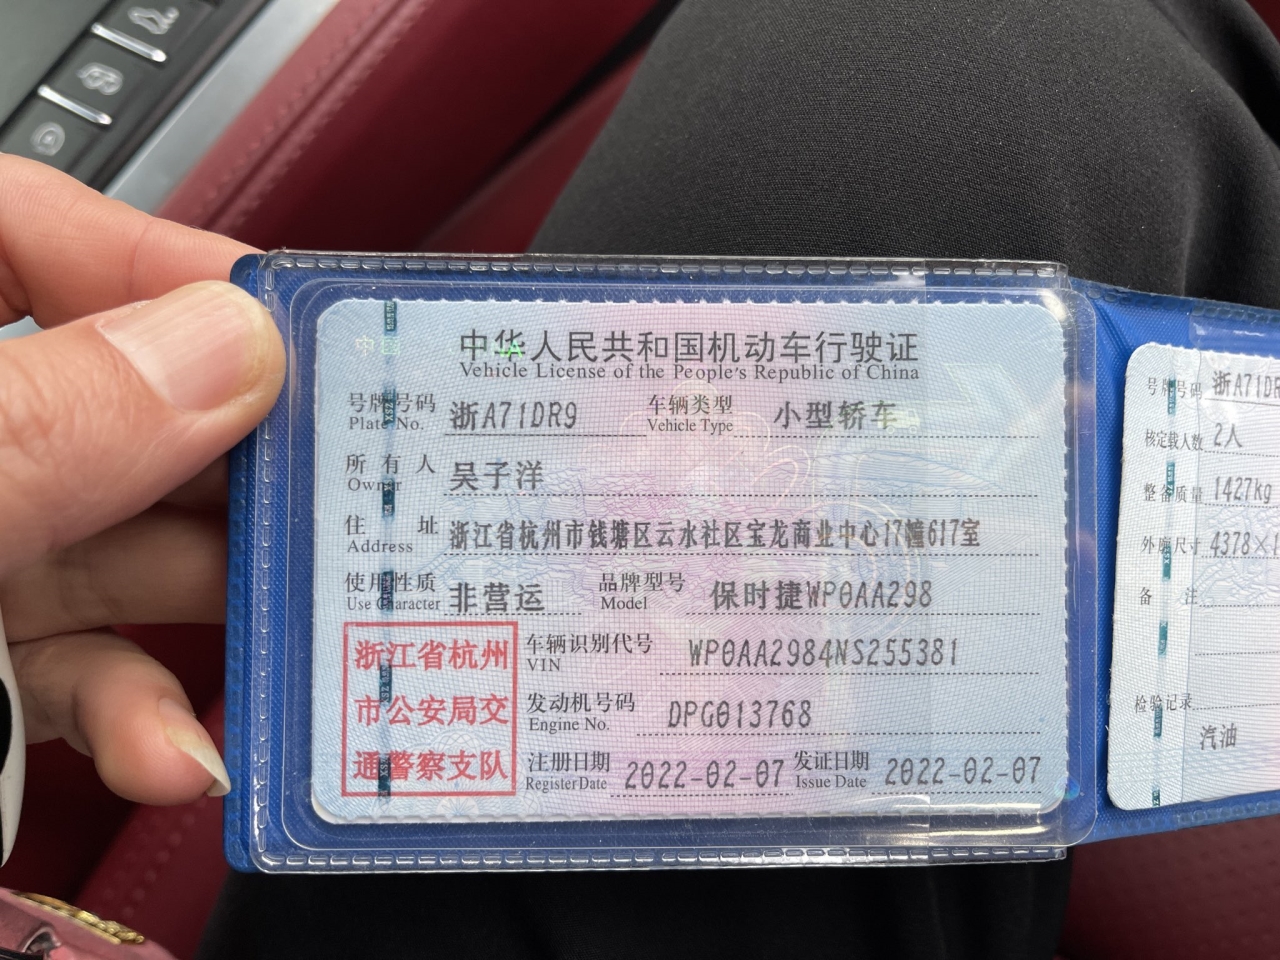 中华人民共和国机动车行驶证
Vehicle License of the People's Republic of China
号牌号码 浙A71DR9 车辆类型 小型轿车
Plate No. Vehicle Type
所有人 吴子洋
Owner
住址 浙江省杭州市钱塘区云水社区宝龙商业中心17幢617室
Address
使用性质 非营运 品牌型号 保时捷WP0AA298
Use Character Model
浙江省杭州
市公安局交
通警察支队
车辆识别代号 WP0AA2984NS255381
VIN
发动机号码 DPG013768
Engine No.
注册日期 2022-02-07 发证日期 2022-02-07
Register Date Issue Date
号牌号码 浙A71D
核定载人数 2人
整备质量 1427kg
外廓尺寸 4378×1
备注
检验记录
汽油